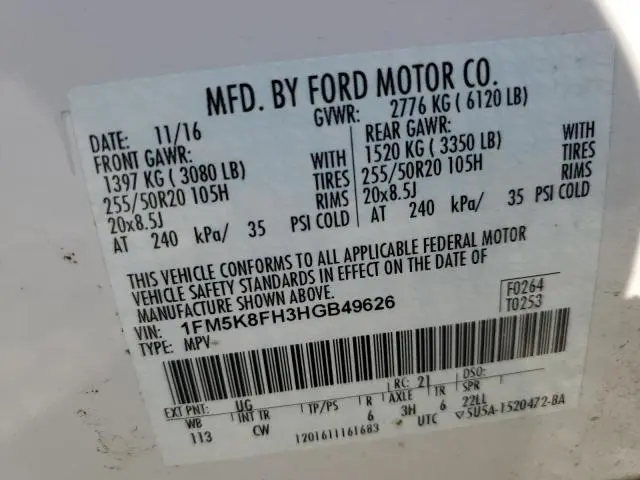 MFD. BY FORD MOTOR CO.
DATE: 11/16 GVWR: 2776 KG ( 6120 LB)
FRONT GAWR: REAR GAWR:
1397 KG ( 3080 LB) WITH 1520 KG ( 3350 LB) WITH
255/50R20 105H TIRES 255/50R20 105H TIRES
20x8.5J RIMS 20x8.5J RIMS
AT 240 kPa/ 35 PSI COLD AT 240 kPa/ 35 PSI COLD
THIS VEHICLE CONFORMS TO ALL APPLICABLE FEDERAL MOTOR
VEHICLE SAFETY STANDARDS IN EFFECT ON THE DATE OF
MANUFACTURE SHOWN ABOVE.
VIN: 1FM5K8FH3HGB49626 F0264
TYPE: MPV T0253
EXT PNT: UG RC: 21 DSO:
WB INT TR TP/PS R AXLE TR SPR
113 CW 6 3H 6 22LL
1201611161683 UTC ▽5U5A-1520472-BA